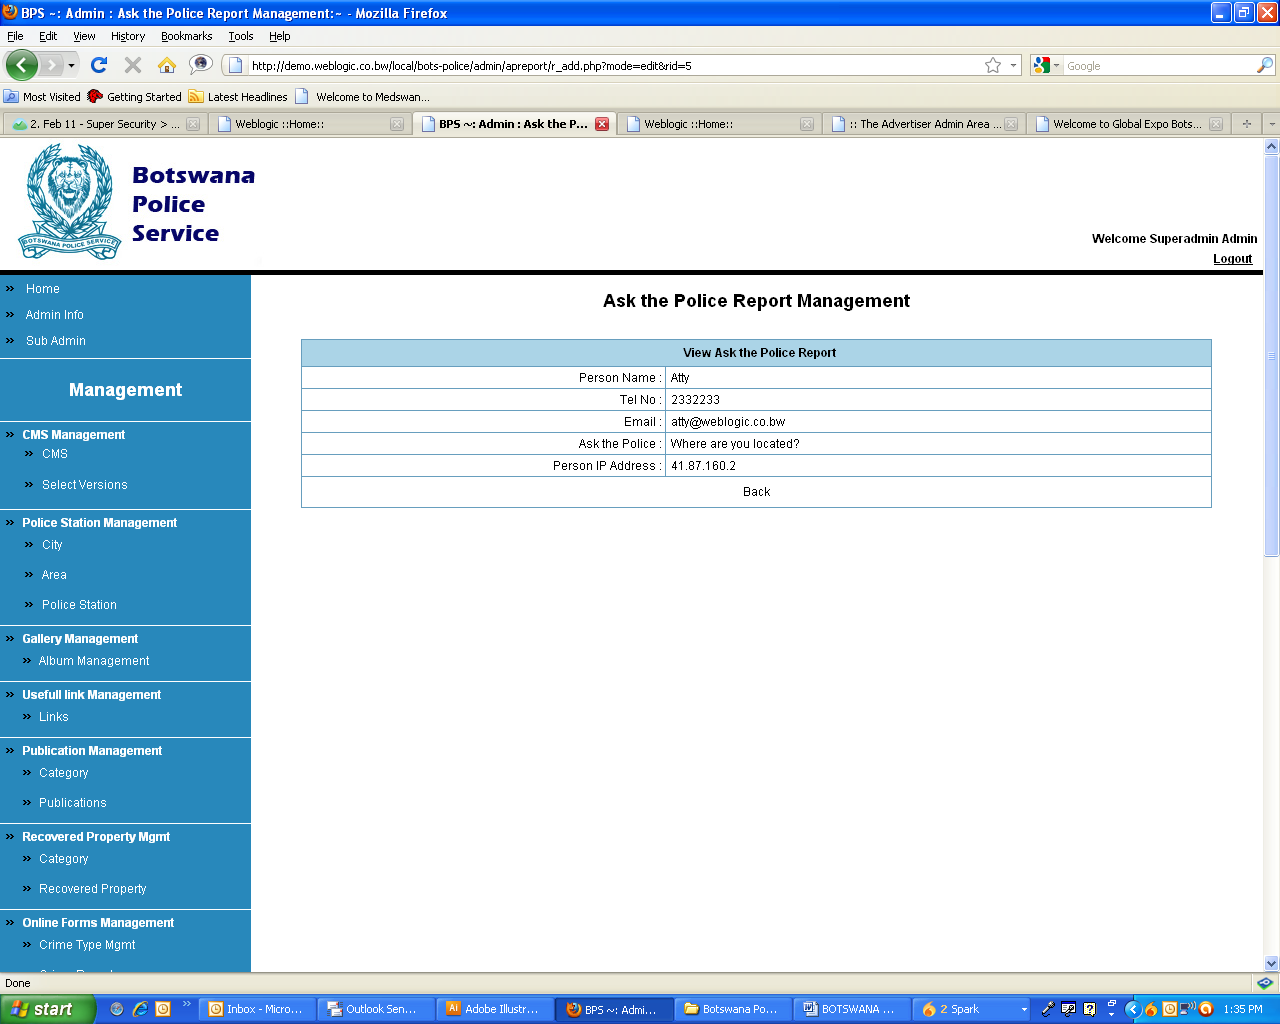 BPS ~: Admin : Ask the Police Report Management:~ - Mozilla Firefox
File Edit View History Bookmarks Tools Help
http://demo.weblogic.co.bw/local/bots-police/admin/apreport/r_add.php?mode=edit&rid=5
Google
Most Visited Getting Started Latest Headlines Welcome to Medswan...
2. Feb 11 - Super Security > ... Weblogic ::Home:: BPS ~: Admin : Ask the P... Weblogic ::Home:: :: The Advertiser Admin Area ... Welcome to Global Expo Bots...
BOTSWANA POLICE SERVICE
Botswana
Police
Service
Welcome Superadmin Admin
Logout
Home
Admin Info
Sub Admin
Management
CMS Management
CMS
Select Versions
Police Station Management
City
Area
Police Station
Gallery Management
Album Management
Usefull link Management
Links
Publication Management
Category
Publications
Recovered Property Mgmt
Category
Recovered Property
Online Forms Management
Crime Type Mgmt
Ask the Police Report Management
View Ask the Police Report
Person Name : Atty
Tel No : 2332233
Email : atty@weblogic.co.bw
Ask the Police : Where are you located?
Person IP Address : 41.87.160.2
Back
Done
start Inbox - Micro... Outlook Sen... Adobe Illustr... BPS ~: Admi... Botswana Po... BOTSWANA ... 2 Spark 1:35 PM